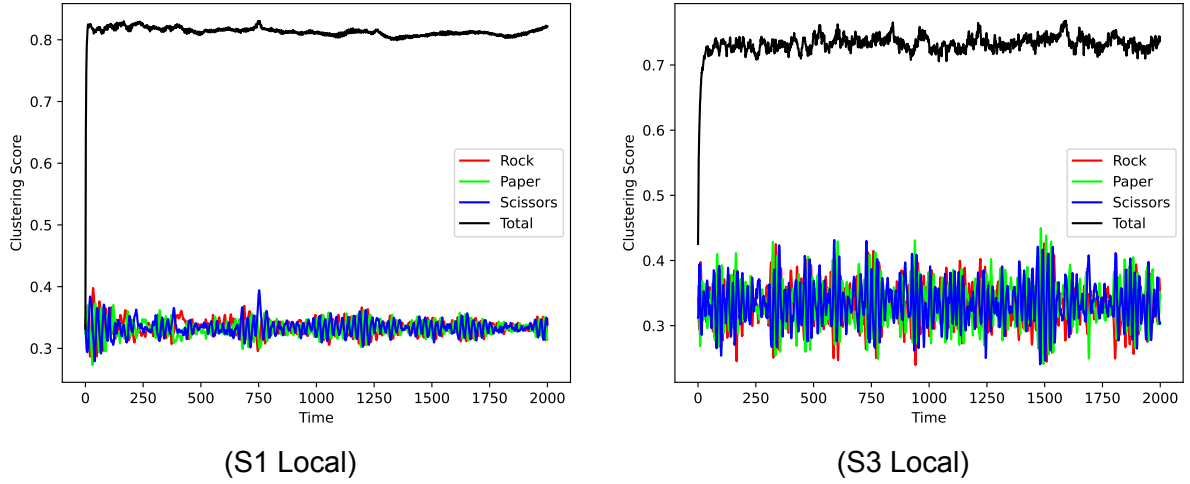 0.8
0.7
0.6
0.5
0.4
0.3
Clustering Score
0 250 500 750 1000 1250 1500 1750 2000
Time
Rock
Paper
Scissors
Total
(S1 Local)
0.7
0.6
0.5
0.4
0.3
Clustering Score
0 250 500 750 1000 1250 1500 1750 2000
Time
Rock
Paper
Scissors
Total
(S3 Local)